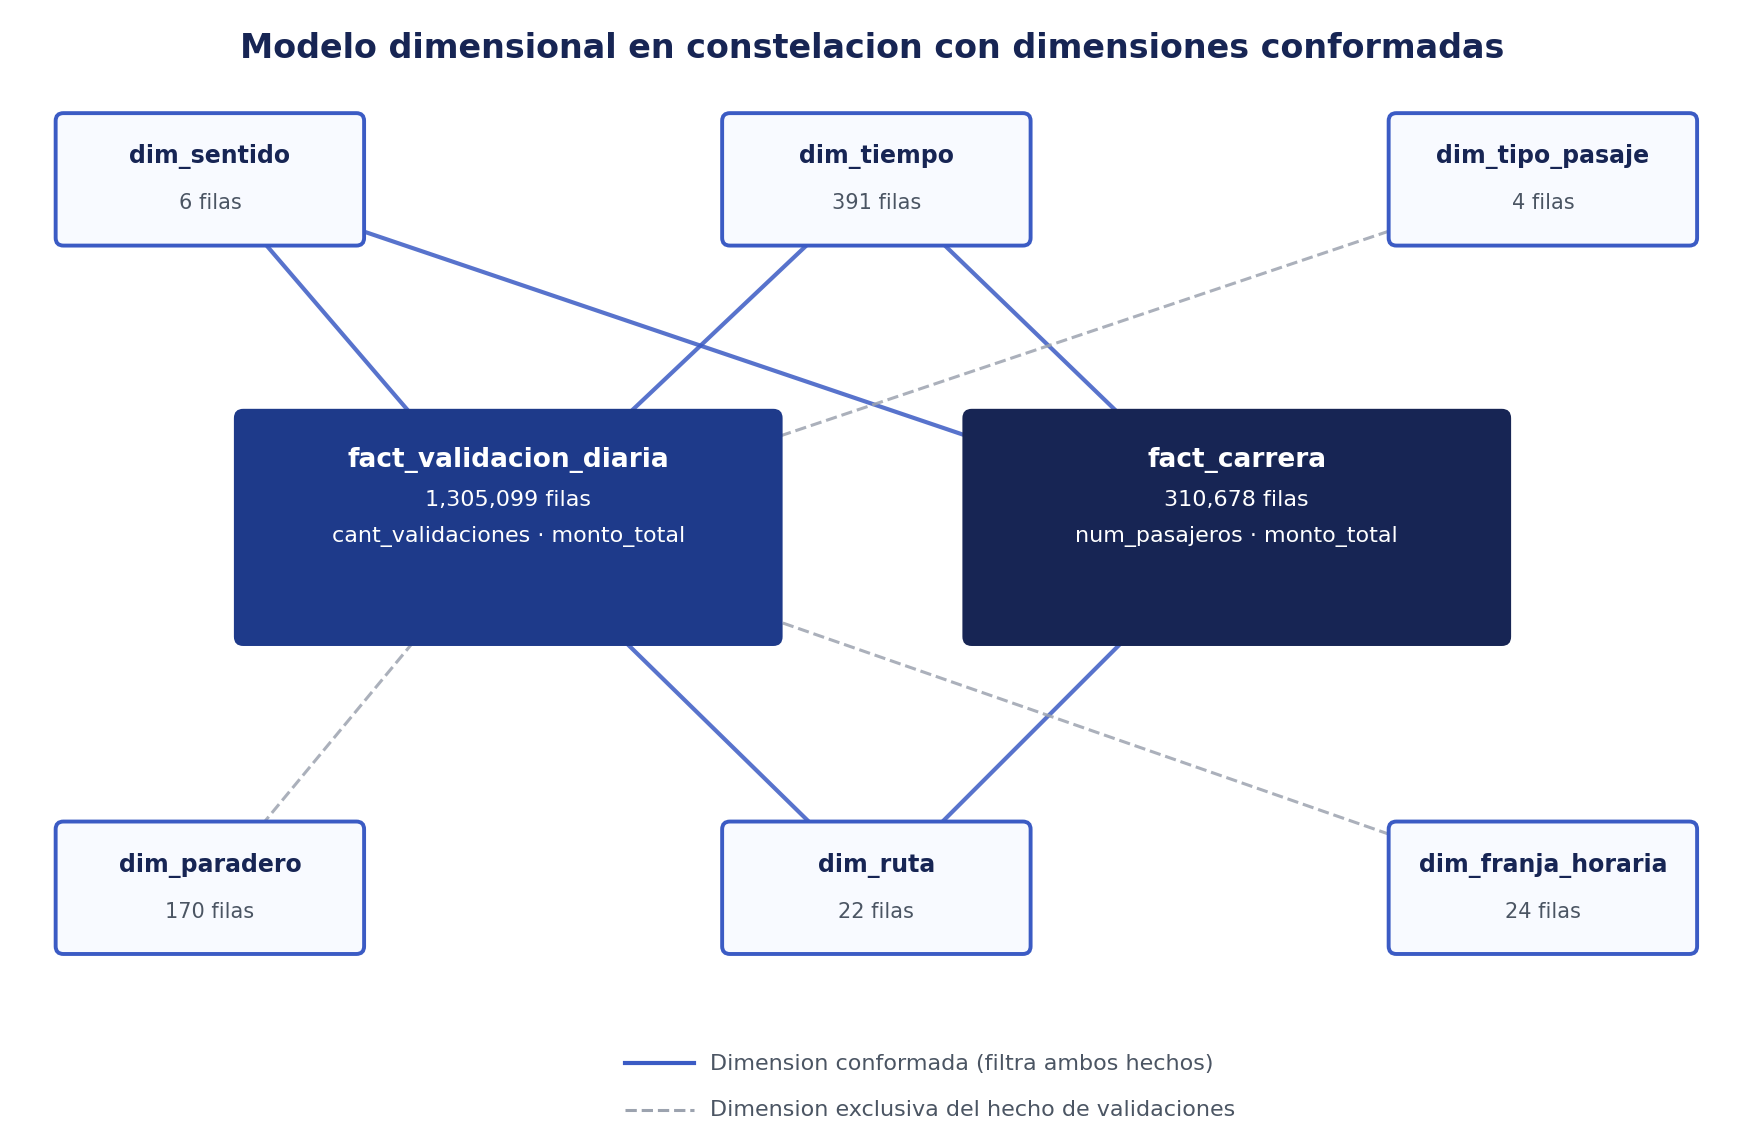 Modelo dimensional en constelacion con dimensiones conformadas
dim_sentido
6 filas
dim_tiempo
391 filas
dim_tipo_pasaje
4 filas
fact_validacion_diaria
1,305,099 filas
cant_validaciones · monto_total
fact_carrera
310,678 filas
num_pasajeros · monto_total
dim_paradero
170 filas
dim_ruta
22 filas
dim_franja_horaria
24 filas
Dimension conformada (filtra ambos hechos)
Dimension exclusiva del hecho de validaciones